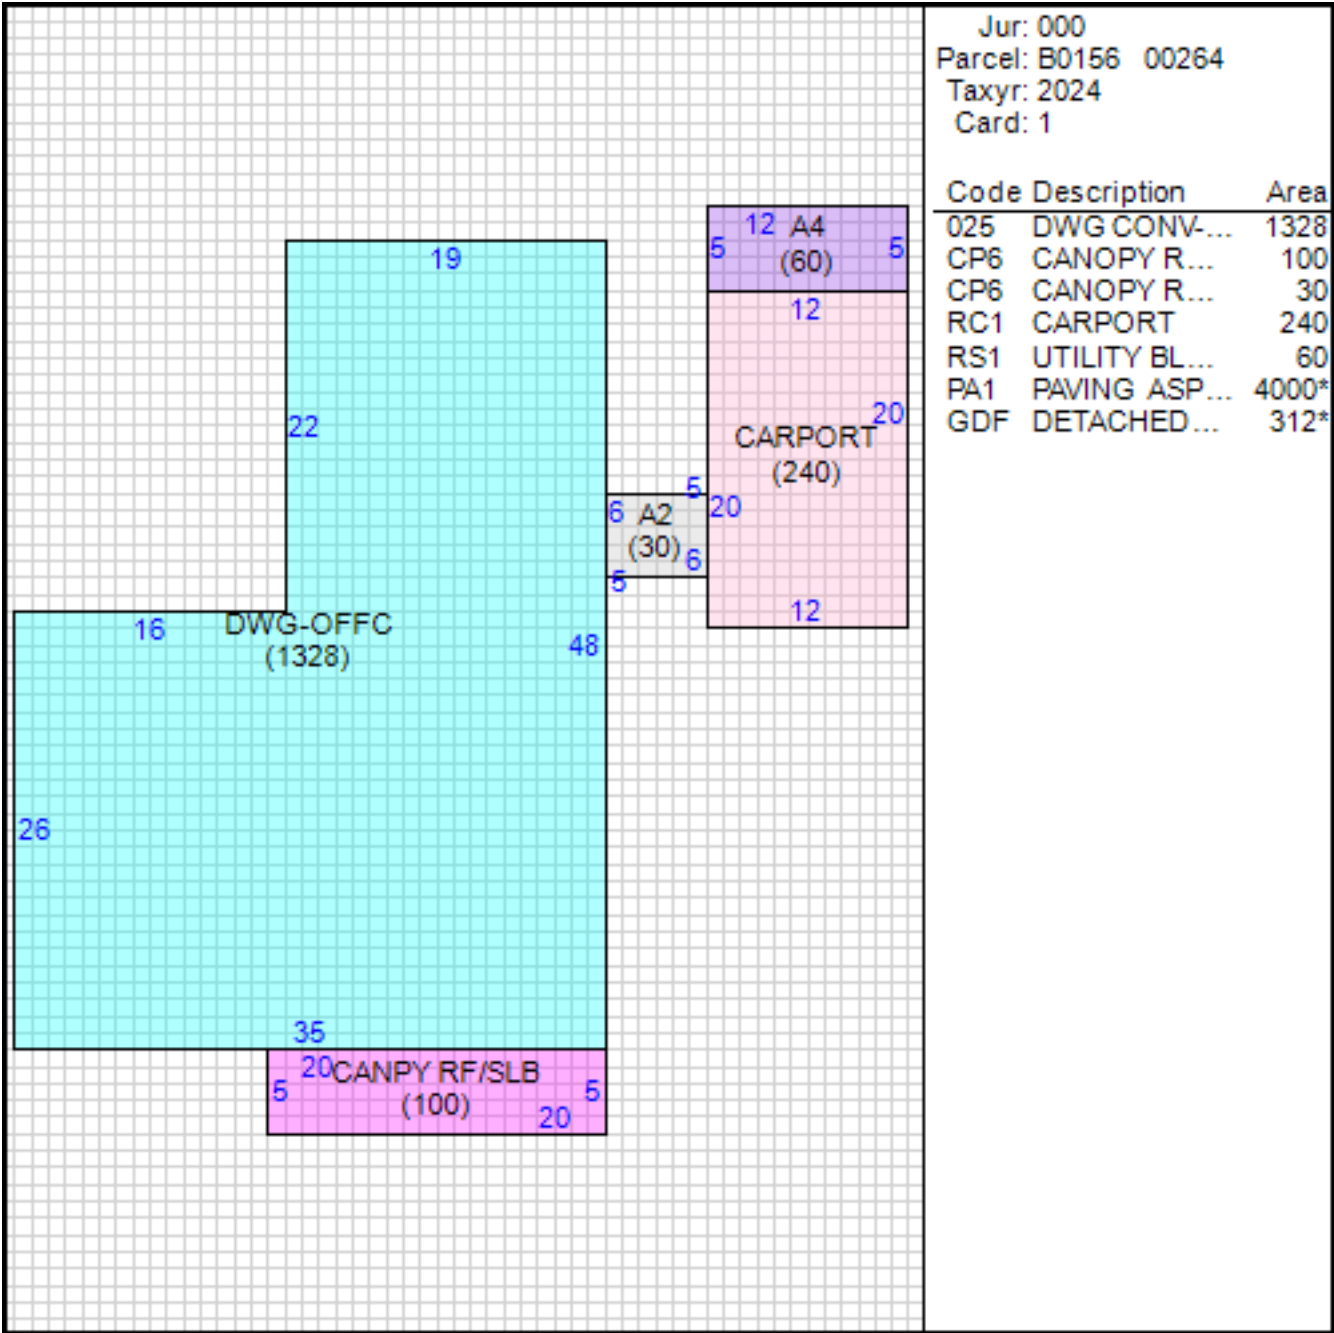 Jur: 000
Parcel: B0156 00264
Taxyr: 2024
Card: 1
Code Description Area
025 DWG CONV-... 1328
CP6 CANOPY R... 100
CP6 CANOPY R... 30
RC1 CARPORT 240
RS1 UTILITY BL... 60
PA1 PAVING ASP... 4000*
GDF DETACHED... 312*
12 A4
5 (60) 5
19
12
22
20
CARPORT
(240)
5
20
6 A2
(30) 6
5
12
16 DWG-OFFC
(1328)
48
26
35
20 CANPY RF/SLB
5 (100) 5
20